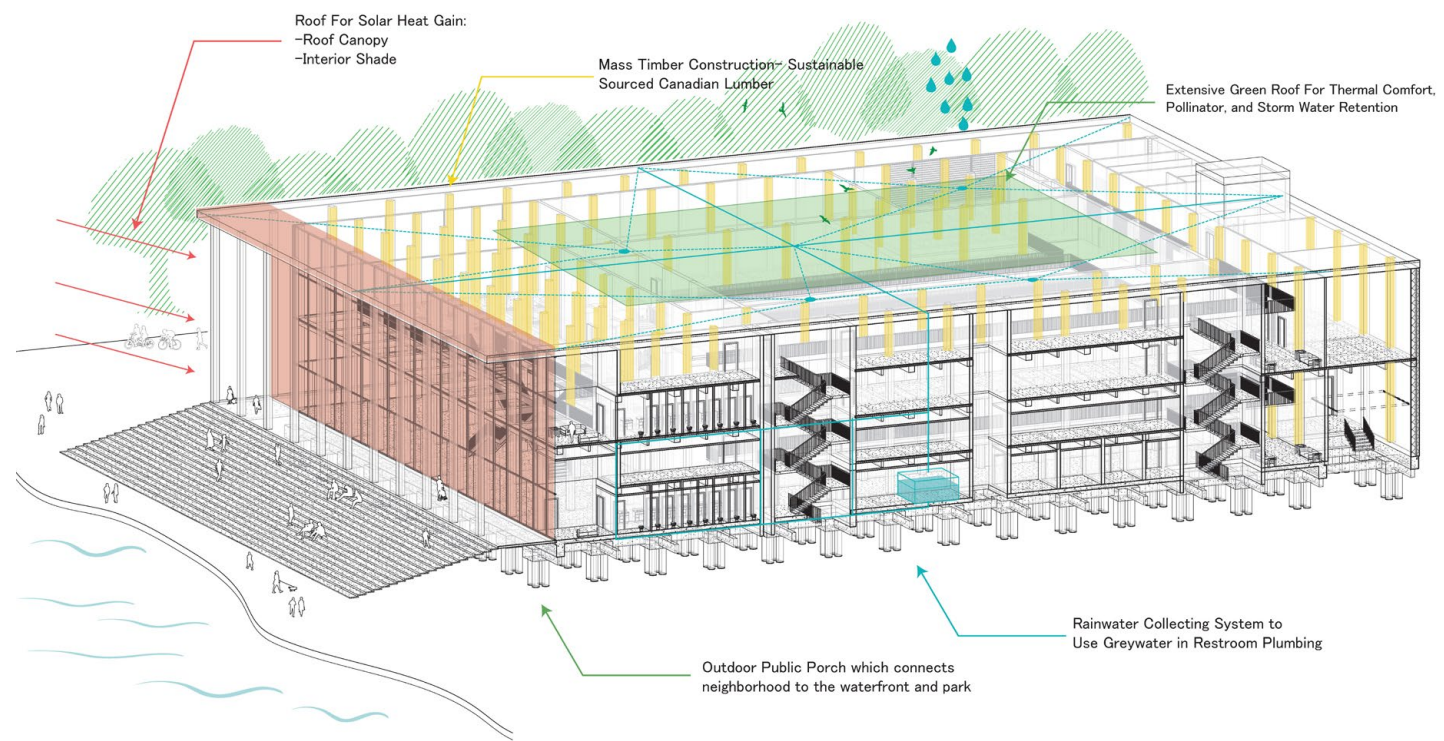 Roof For Solar Heat Gain:
-Roof Canopy
-Interior Shade
Mass Timber Construction- Sustainable
Sourced Canadian Lumber
Extensive Green Roof For Thermal Comfort,
Pollinator, and Storm Water Retention
Rainwater Collecting System to
Use Greywater in Restroom Plumbing
Outdoor Public Porch which connects
neighborhood to the waterfront and park